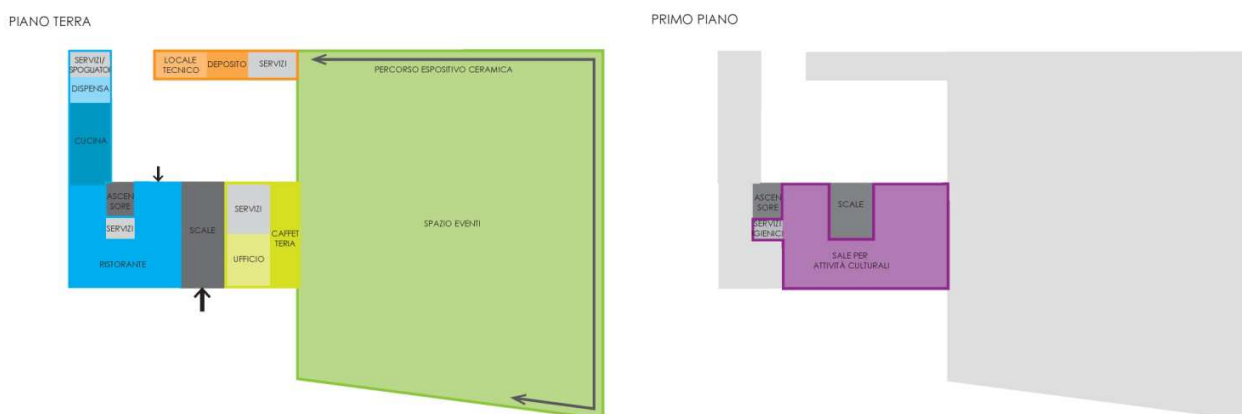 PIANO TERRA
PRIMO PIANO
SERVIZI/
SPOGLIATOI
DISPENSA
CUCINA
LOCALE
TECNICO
DEPOSITO
SERVIZI
PERCORSO ESPOSITIVO CERAMICA
ASCEN
SORE
SERVIZI
RISTORANTE
SCALE
SERVIZI
UFFICIO
CAFFET
TERIA
SPAZIO EVENTI
ASCEN
SORE
SERVIZI
IGIENICI
SCALE
SALE PER
ATTIVITÀ CULTURALI